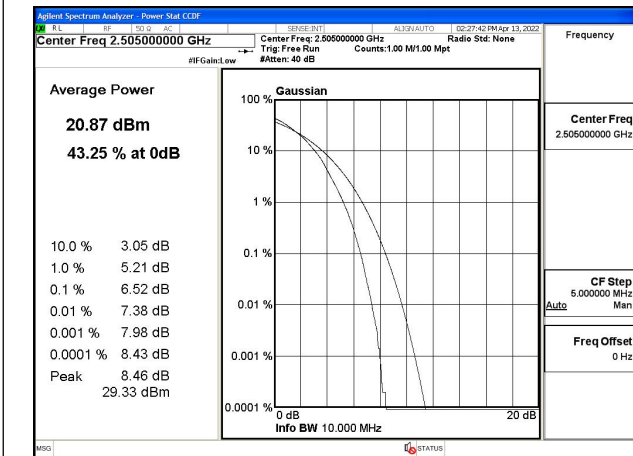 Agilent Spectrum Analyzer - Power Stat CCDF
LXI RL RF 50 Ω AC SENSE:INT ALIGN AUTO 02:27:42 PM Apr 13, 2022
Center Freq 2.505000000 GHz
Center Freq: 2.505000000 GHz Radio Std: None
Trig: Free Run Counts:1.00 M/1.00 Mpt
#IFGain:Low #Atten: 40 dB
Frequency
Average Power
20.87 dBm
43.25 % at 0dB
10.0 % 3.05 dB
1.0 % 5.21 dB
0.1 % 6.52 dB
0.01 % 7.38 dB
0.001 % 7.98 dB
0.0001 % 8.43 dB
Peak 8.46 dB
29.33 dBm
Gaussian
100 %
10 %
1 %
0.1 %
0.01 %
0.001 %
0.0001 %
0 dB 20 dB
Info BW 10.000 MHz
Center Freq
2.505000000 GHz
CF Step
5.000000 MHz
Auto Man
Freq Offset
0 Hz
MSG STATUS